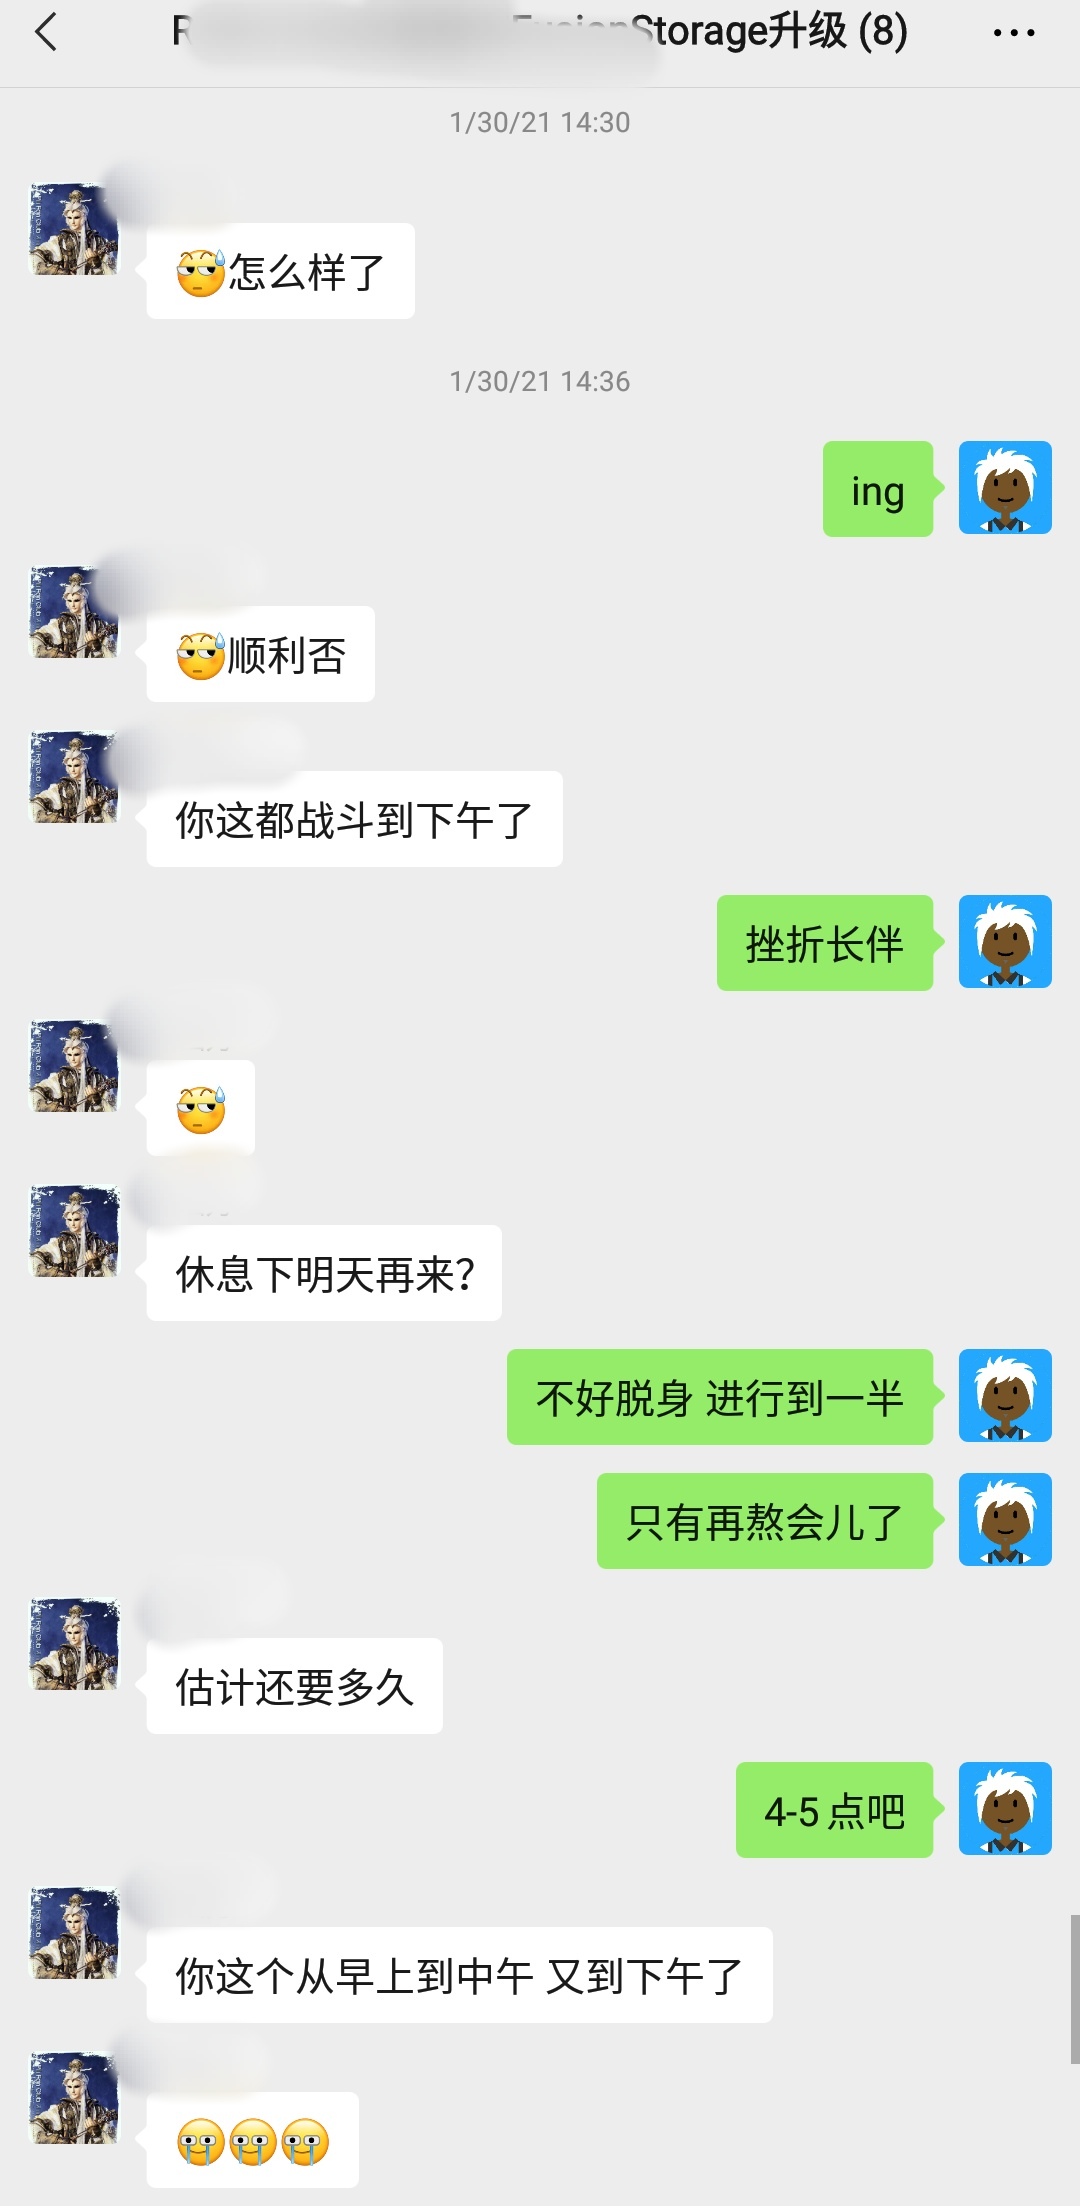 Storage升级 (8)
1/30/21 14:30
怎么样了
1/30/21 14:36
ing
顺利否
你这都战斗到下午了
挫折长伴
休息下明天再来?
不好脱身 进行到一半
只有再熬会儿了
估计还要多久
4-5点吧
你这个从早上到中午 又到下午了